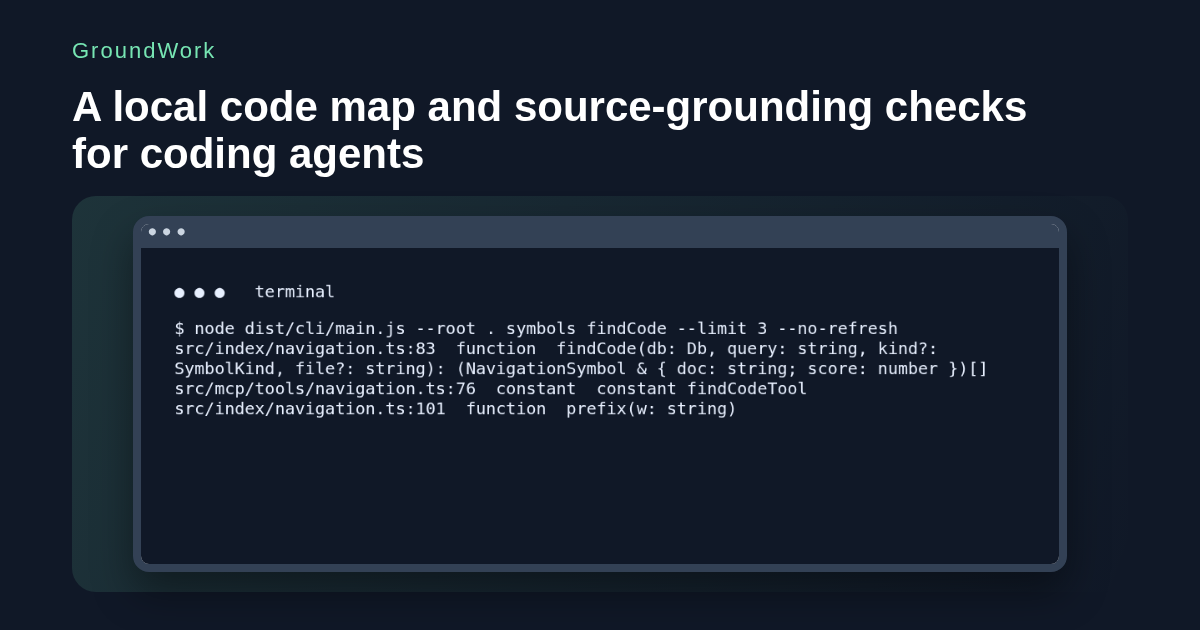 GroundWork
A local code map and source-grounding checks
for coding agents
● ● ●   terminal
$ node dist/cli/main.js --root . symbols findCode --limit 3 --no-refresh
src/index/navigation.ts:83  function  findCode(db: Db, query: string, kind?:
SymbolKind, file?: string): (NavigationSymbol & { doc: string; score: number })[]
src/mcp/tools/navigation.ts:76  constant  constant findCodeTool
src/index/navigation.ts:101  function  prefix(w: string)